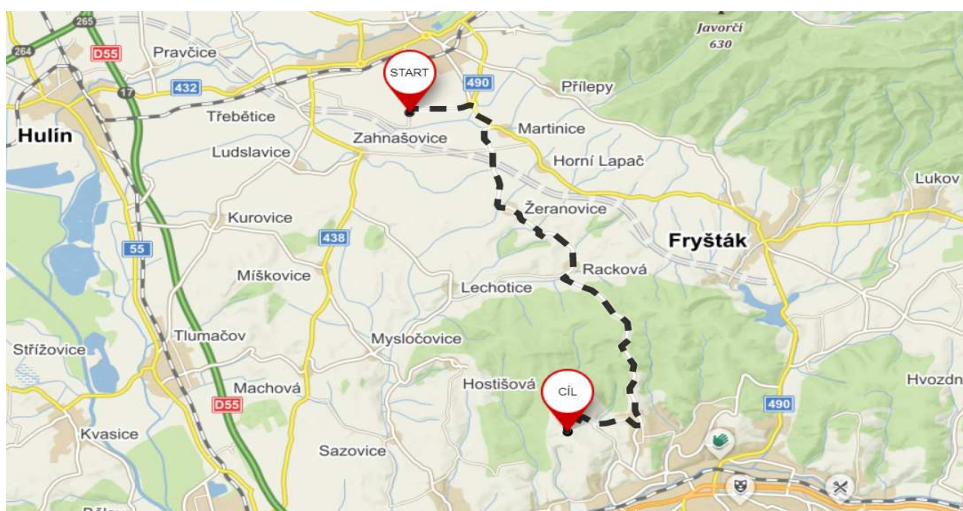 Javorčí
630
265
264
D55
Pravčice
START
490
432
17
Přílepy
Třebětice
Hulín
Zahnašovice
Martinice
Ludslavice
Horní Lapač
Lukov
Kurovice
Žeranovice
438
Fryšták
55
Míškovice
Racková
Lechotice
Tlumačov
Mysločovice
Střížovice
Hostišová
CÍL
Machová
Hvozdn
D55
490
Kvasice
Sazovice